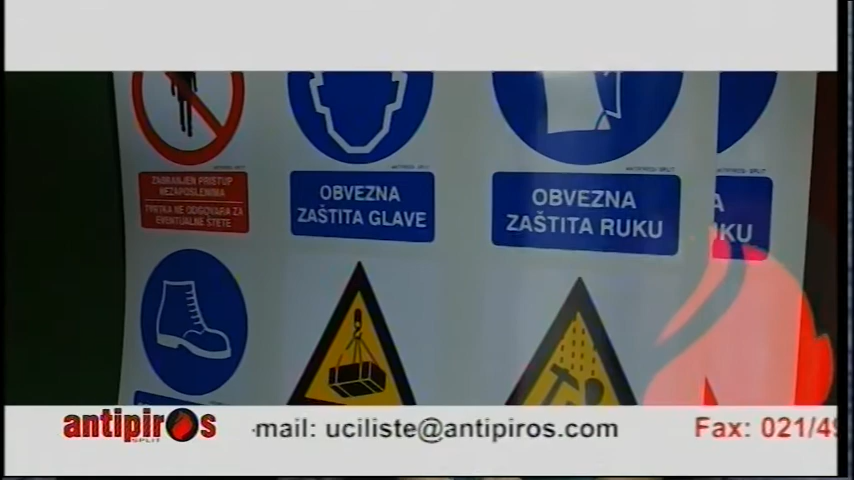 ZABRANJEN PRISTUP
NEZAPOSLENIMA
TVRTKA NE ODGOVARA ZA
EVENTUALNE ŠTETE
OBVEZNA
ZAŠTITA GLAVE
OBVEZNA
ZAŠTITA RUKU
A
UKU
antipiros
SPLIT
-mail: uciliste@antipiros.com
Fax: 021/49